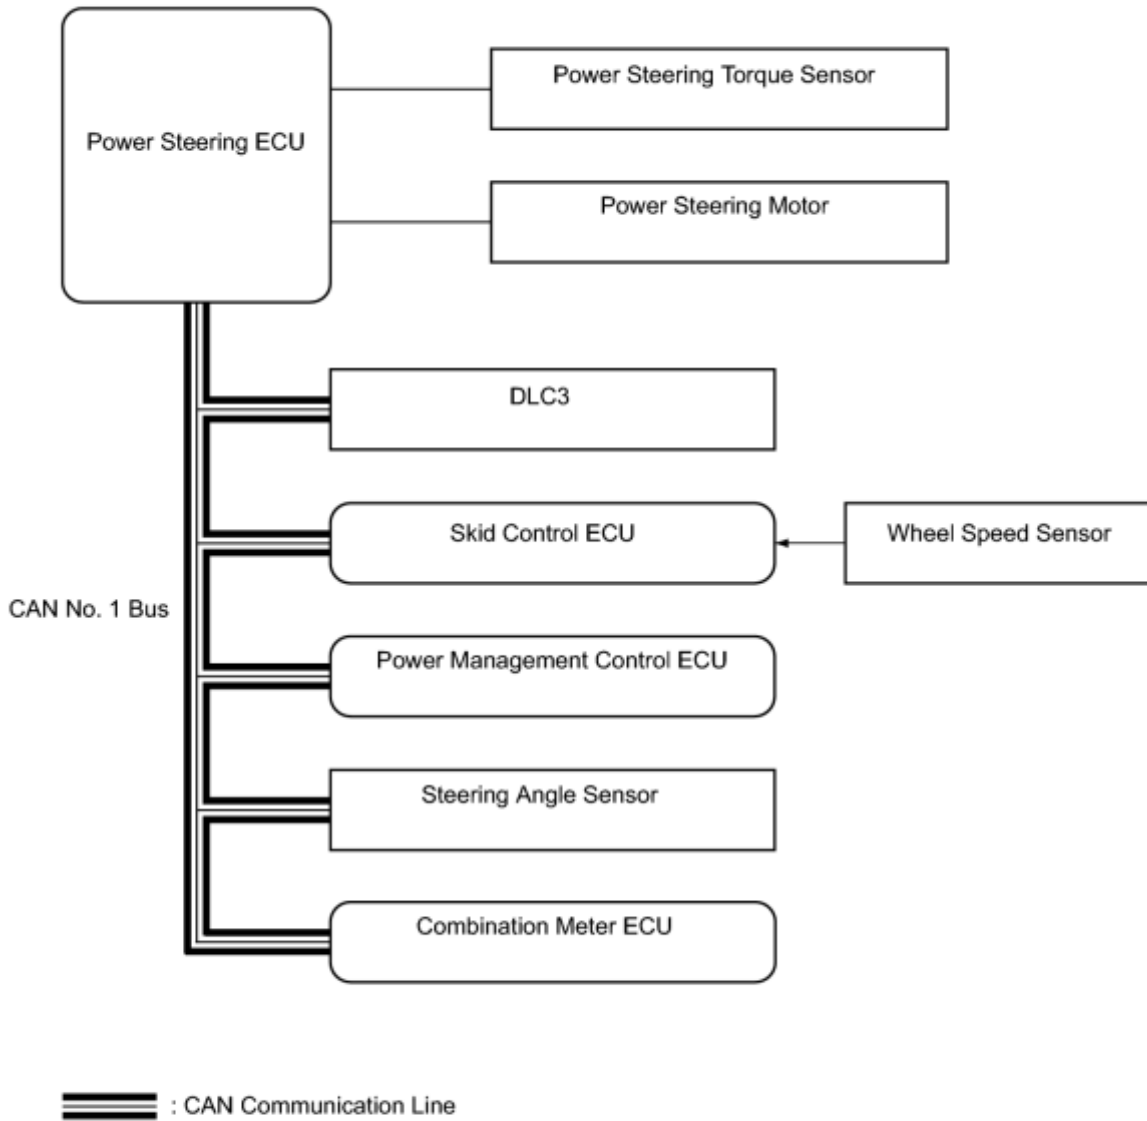 Power Steering ECU
Power Steering Torque Sensor
Power Steering Motor
DLC3
Skid Control ECU
Wheel Speed Sensor
CAN No. 1 Bus
Power Management Control ECU
Steering Angle Sensor
Combination Meter ECU
: CAN Communication Line